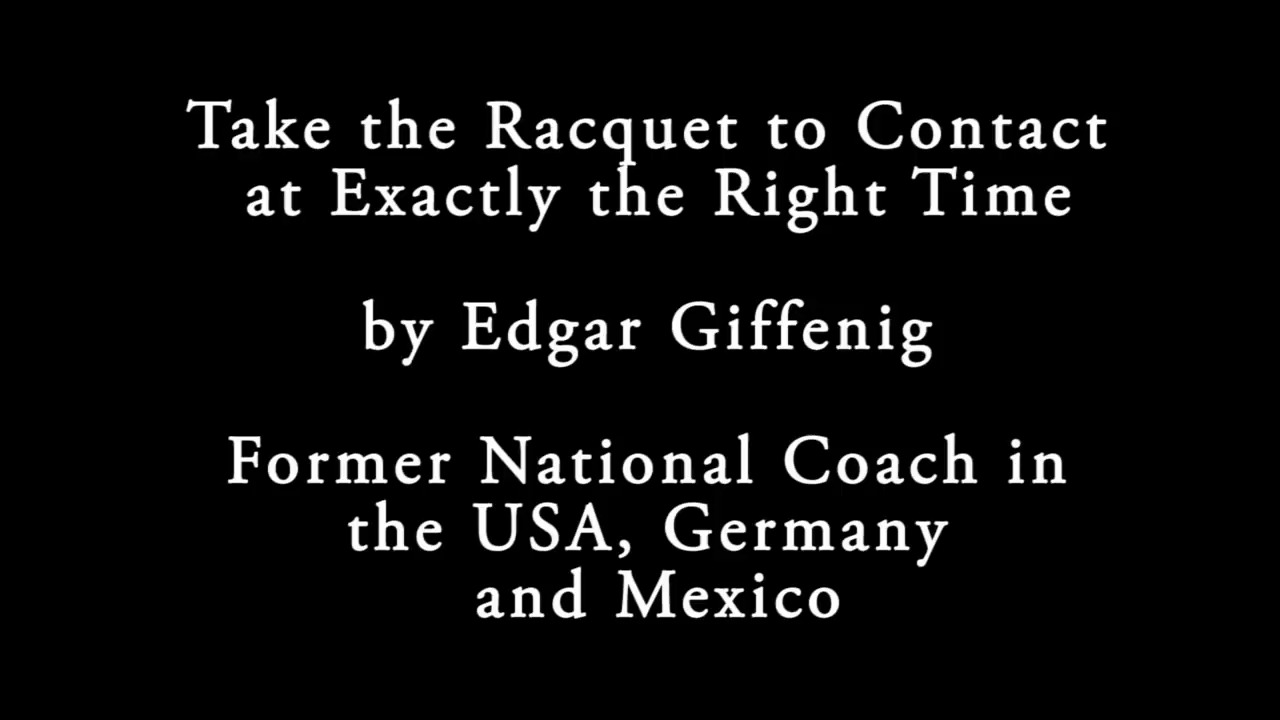 Take the Racquet to Contact
at Exactly the Right Time
by Edgar Giffenig
Former National Coach in
the USA, Germany
and Mexico